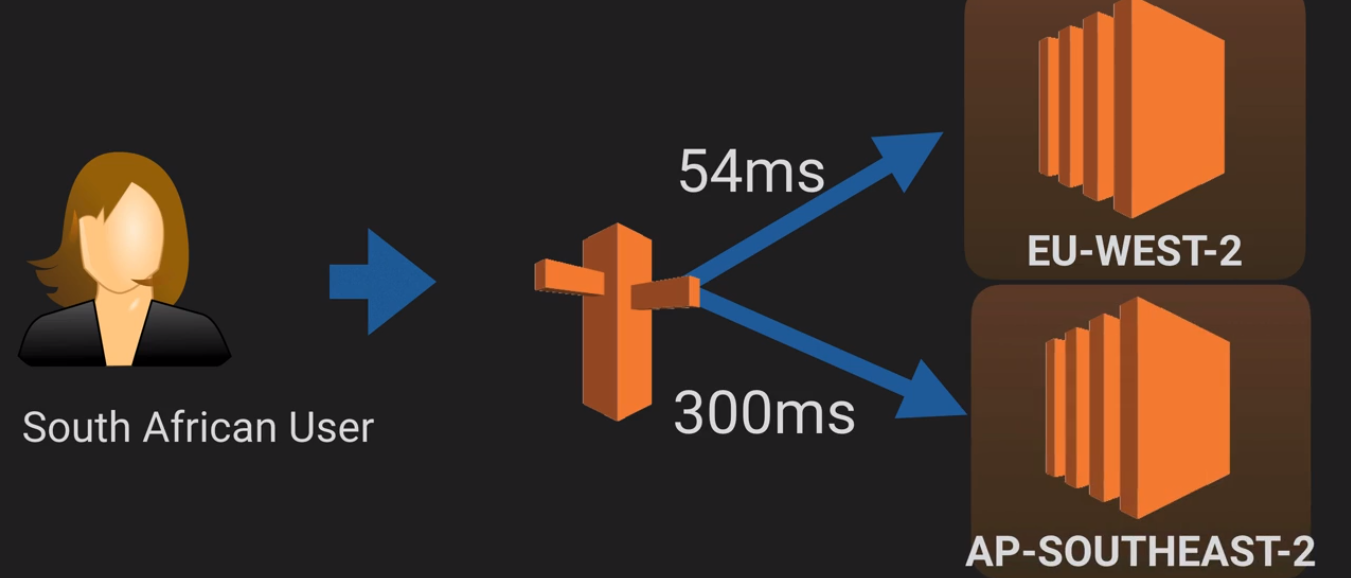 54ms
EU-WEST-2
South African User
300ms
AP-SOUTHEAST-2